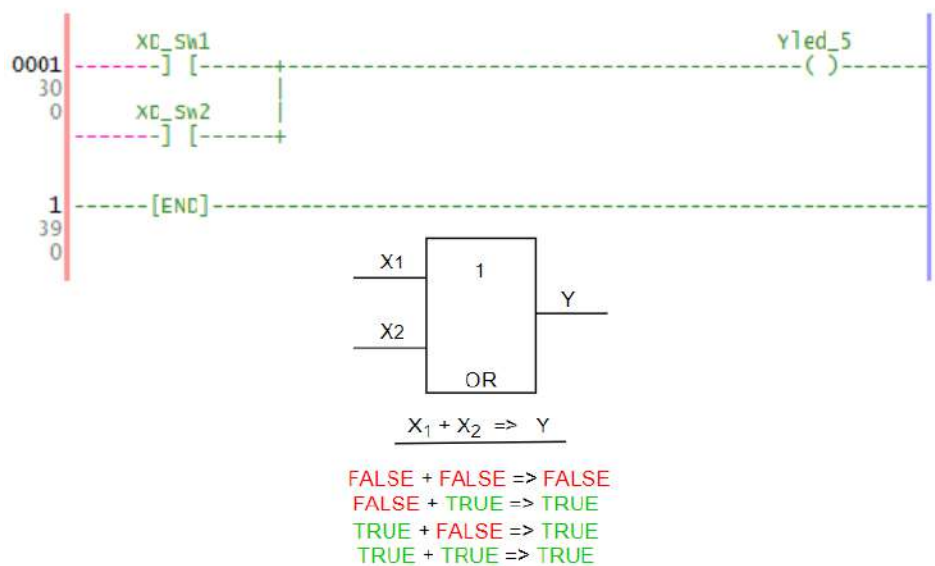 XD_SW1 Yled_5
0001 -------] [------+--------------------------------------------( )-------
30
0 XD_SW2
-------] [------+
1 ------[END]------------------------------------------------------------
39
0
X1 1
Y
X2
OR
X₁ + X₂ => Y
FALSE + FALSE => FALSE
FALSE + TRUE => TRUE
TRUE + FALSE => TRUE
TRUE + TRUE => TRUE